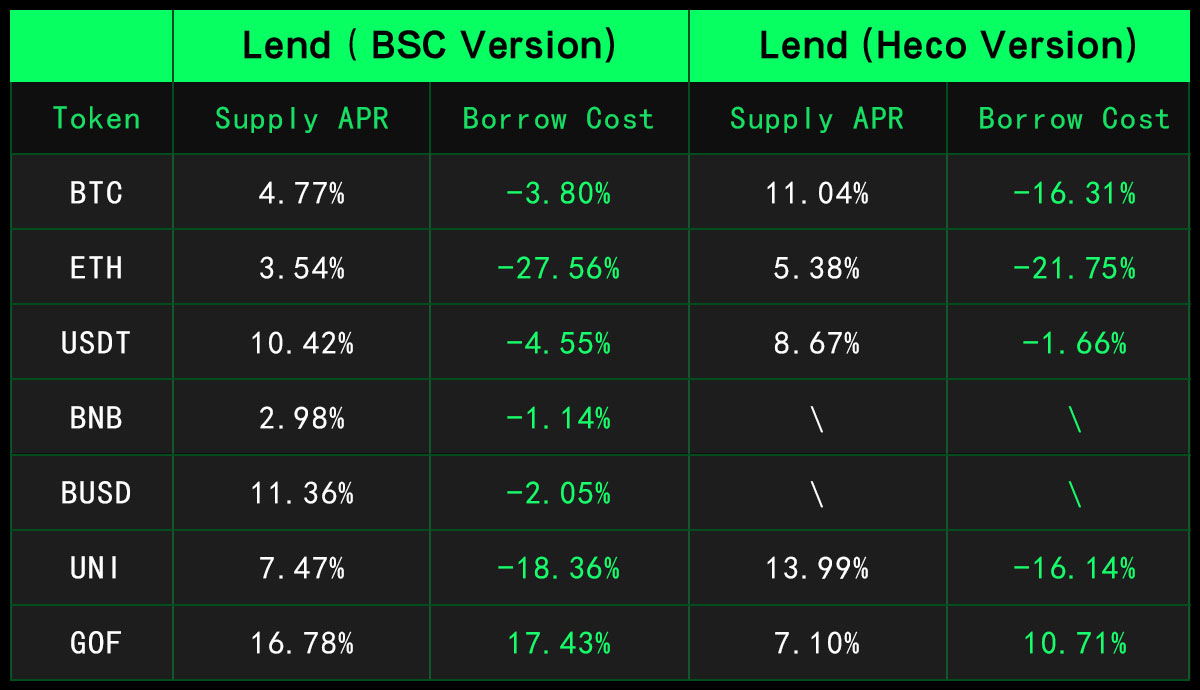 Lend ( BSC Version) Lend (Heco Version)
Token Supply APR Borrow Cost Supply APR Borrow Cost
BTC 4.77% -3.80% 11.04% -16.31%
ETH 3.54% -27.56% 5.38% -21.75%
USDT 10.42% -4.55% 8.67% -1.66%
BNB 2.98% -1.14% \ \
BUSD 11.36% -2.05% \ \
UNI 7.47% -18.36% 13.99% -16.14%
GOF 16.78% 17.43% 7.10% 10.71%